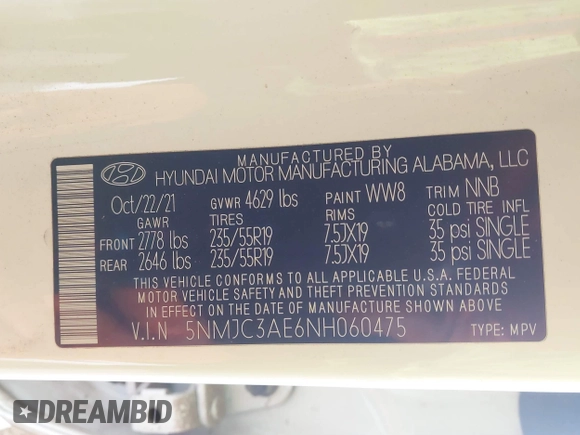 MANUFACTURED BY
HYUNDAI MOTOR MANUFACTURING ALABAMA, LLC
Oct/22/21 GVWR 4629 lbs PAINT WW8 TRIM NNB
GAWR TIRES RIMS COLD TIRE INFL
FRONT 2778 lbs 235/55R19 7.5JX19 35 psi SINGLE
REAR 2646 lbs 235/55R19 7.5JX19 35 psi SINGLE
THIS VEHICLE CONFORMS TO ALL APPLICABLE U.S.A. FEDERAL
MOTOR VEHICLE SAFETY AND THEFT PREVENTION STANDARDS
IN EFFECT ON THE DATE OF MANUFACTURE SHOWN ABOVE.
V.I.N 5NMJC3AE6NH060475 TYPE: MPV
DREAMBID